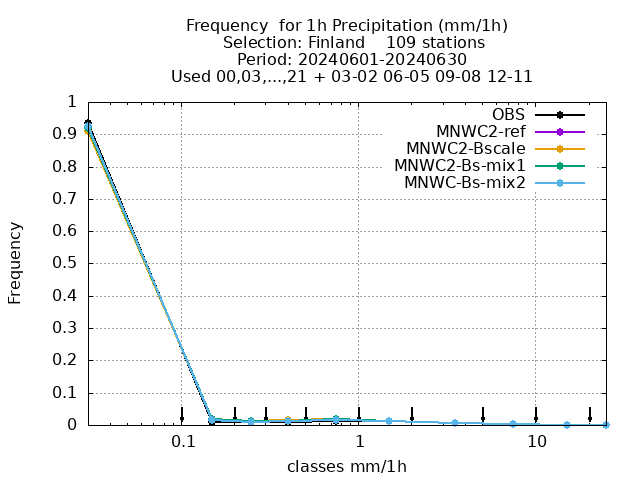 Frequency  for 1h Precipitation (mm/1h)
Selection: Finland    109 stations
Period: 20240601-20240630
Used 00,03,...,21 + 03-02 06-05 09-08 12-11
1
0.9
0.8
0.7
0.6
0.5
0.4
0.3
0.2
0.1
0
Frequency
OBS
MNWC2-ref
MNWC2-Bscale
MNWC2-Bs-mix1
MNWC-Bs-mix2
0.1 1 10
classes mm/1h